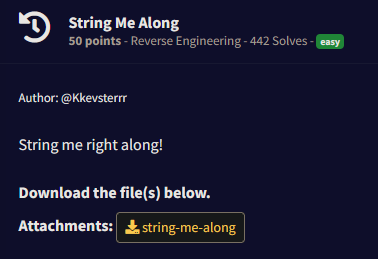 String Me Along
50 points - Reverse Engineering - 442 Solves - easy
Author: @Kkevsterrr
String me right along!
Download the file(s) below.
Attachments: string-me-along